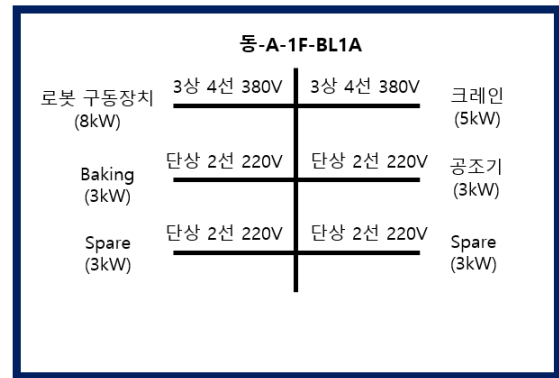 동-A-1F-BL1A
로봇 구동장치
(8kW)
3상 4선 380V
3상 4선 380V
크레인
(5kW)
Baking
(3kW)
단상 2선 220V
단상 2선 220V
공조기
(3kW)
Spare
(3kW)
단상 2선 220V
단상 2선 220V
Spare
(3kW)